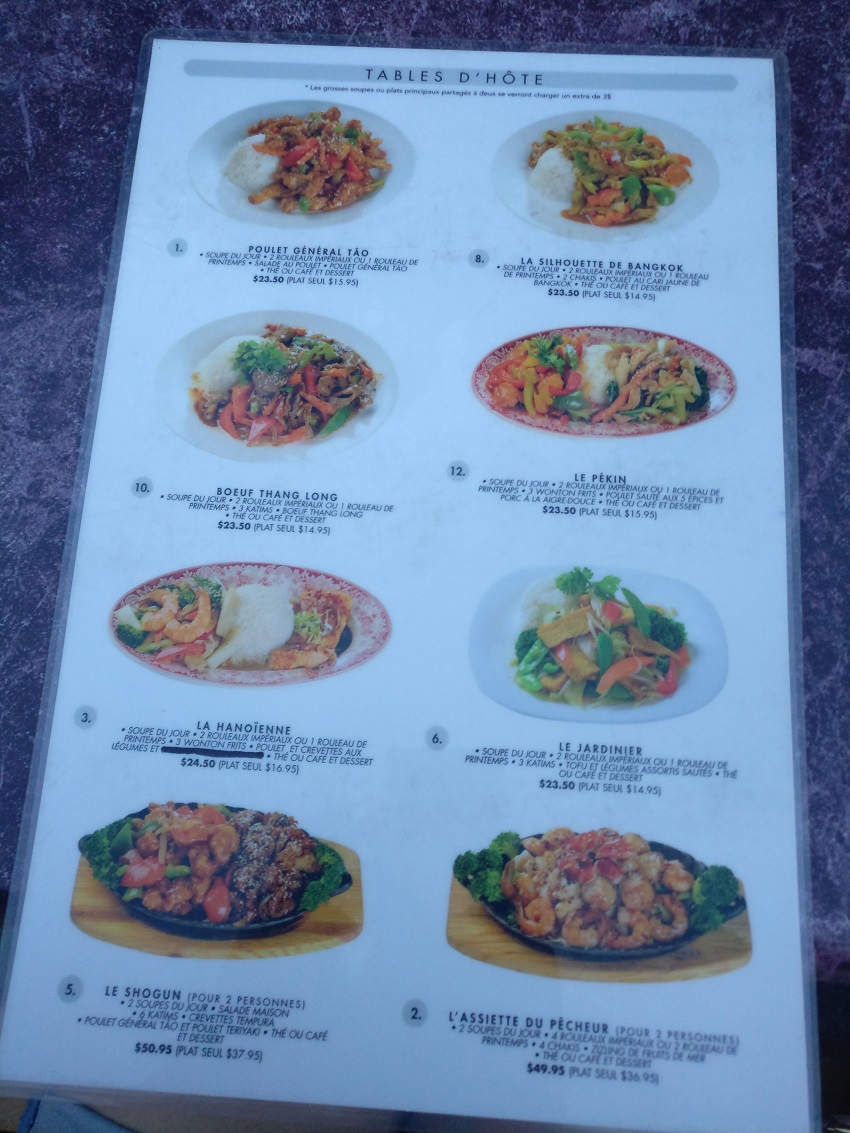 TABLES D'HÔTE
* Les grosses soupes ou plats principaux partagés à deux se verront charger un extra de 3$
1. POULET GÉNÉRAL TÀO
• SOUPE DU JOUR • 2 ROULEAUX IMPÉRIAUX OU 1 ROULEAU DE
PRINTEMPS • SALADE AU POULET • POULET GÉNÉRAL TAO
• THÉ OU CAFÉ ET DESSERT
$23.50 (PLAT SEUL $15.95)
8. LA SILHOUETTE DE BANGKOK
• SOUPE DU JOUR • 2 ROULEAUX IMPÉRIAUX OU 1 ROULEAU
DE PRINTEMPS • 2 CHAKIS • POULET AU CARI JAUNE DE
BANGKOK • THÉ OU CAFÉ ET DESSERT
$23.50 (PLAT SEUL $14.95)
10. BOEUF THANG LONG
• SOUPE DU JOUR • 2 ROULEAUX IMPÉRIAUX OU 1 ROULEAU DE
PRINTEMPS • 3 KATIMS • BOEUF THANG LONG
• THÉ OU CAFÉ ET DESSERT
$23.50 (PLAT SEUL $14.95)
12. LE PÉKIN
• SOUPE DU JOUR • 2 ROULEAUX IMPÉRIAUX OU 1 ROULEAU DE
PRINTEMPS • 3 WONTON FRITS • POULET SAUTÉ AUX 5 ÉPICES ET
PORC À LA AIGRE-DOUCE • THÉ OU CAFÉ ET DESSERT
$23.50 (PLAT SEUL $15.95)
3. LA HANOÏENNE
• SOUPE DU JOUR • 2 ROULEAUX IMPÉRIAUX OU 1 ROULEAU DE
PRINTEMPS • 3 WONTON FRITS • POULET ET CREVETTES AUX
LÉGUMES ET • THÉ OU CAFÉ ET DESSERT
$24.50 (PLAT SEUL $16.95)
6. LE JARDINIER
• SOUPE DU JOUR • 2 ROULEAUX IMPÉRIAUX OU 1 ROULEAU DE
PRINTEMPS • 3 KATIMS • TOFU ET LÉGUMES ASSORTIS SAUTÉS • THÉ
OU CAFÉ ET DESSERT
$23.50 (PLAT SEUL $14.95)
5. LE SHOGUN (POUR 2 PERSONNES)
• 2 SOUPES DU JOUR • SALADE MAISON
• 6 KATIMS • CREVETTES TEMPURA
• POULET GÉNÉRAL TAO ET POULET TERIYAKI • THÉ OU CAFÉ
ET DESSERT
$50.95 (PLAT SEUL $37.95)
2. L'ASSIETTE DU PÊCHEUR (POUR 2 PERSONNES)
• 2 SOUPES DU JOUR • 4 ROULEAUX IMPÉRIAUX OU 2 ROULEAU DE
PRINTEMPS • 4 CHAKIS • ZIZLING DE FRUITS DE MER
• THÉ OU CAFÉ ET DESSERT
$49.95 (PLAT SEUL $36.95)